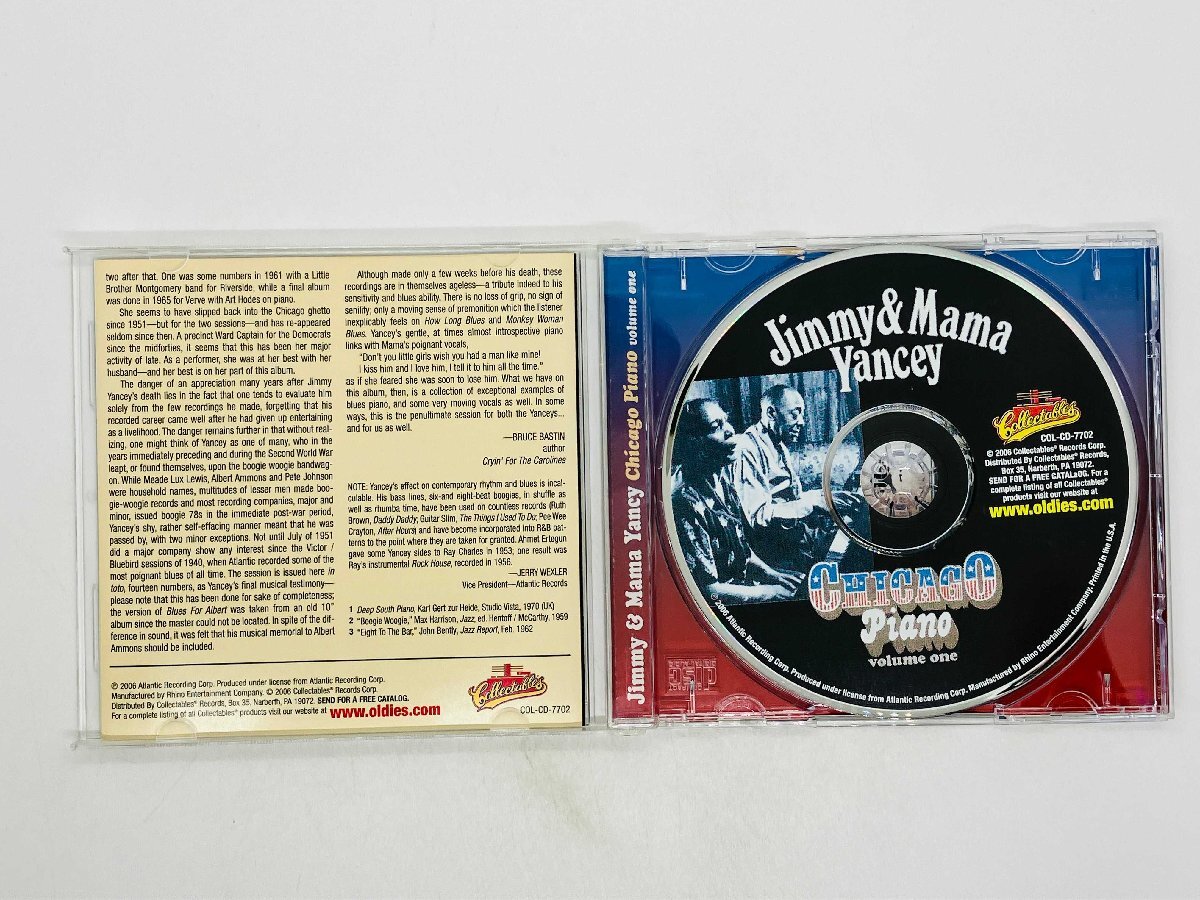 two after that. One was some numbers in 1961 with a Little
Brother Montgomery band for Riverside, while a final album
was done in 1965 for Verve with Art Hodes on piano.
She seems to have slipped back into the Chicago ghetto
since 1951—but for the two sessions—and has re-appeared
seldom since then. A precinct Ward Captain for the Democrats
since the midforties, it seems that this has been her major
activity of late. As a performer, she was at her best with her
husband—and her best is on her part of this album.
The danger of an appreciation many years after Jimmy
Yancey's death lies in the fact that one tends to evaluate him
solely from the few recordings he made, forgetting that his
recorded career came well after he had given up entertaining
as a livelihood. The danger remains further in that without real-
izing, one might think of Yancey as one of many, who in the
years immediately preceding and during the Second World War
leapt, or found themselves, upon the boogie woogie bandwag-
on. While Meade Lux Lewis, Albert Ammons and Pete Johnson
were household names, multitudes of lesser men made boo-
gie-woogie records and most recording companies, major and
minor, issued boogie 78s in the immediate post-war period,
Yancey's shy, rather self-effacing manner meant that he was
passed by, with two minor exceptions. Not until July of 1951
did a major company show any interest since the Victor /
Bluebird sessions of 1940, when Atlantic recorded some of the
most poignant blues of all time. The session is issued here in
toto, fourteen numbers, as Yancey's final musical testimony—
please note that this has been done for sake of completeness;
the version of Blues For Albert was taken from an old 10"
album since the master could not be located. In spite of the dif-
ference in sound, it was felt that his musical memorial to Albert
Ammons should be included.
Although made only a few weeks before his death, these
recordings are in themselves ageless—a tribute indeed to his
sensitivity and blues ability. There is no loss of grip, no sign of
senility; only a moving sense of premonition which the listener
inexplicably feels on How Long Blues and Monkey Woman
Blues. Yancey's gentle, at times almost introspective piano
links with Mama's poignant vocals,
"Don't you little girls wish you had a man like mine!
I kiss him and I love him, I tell it to him all the time."
as if she feared she was soon to lose him. What we have on
this album, then, is a collection of exceptional examples of
blues piano, and some very moving vocals as well. In some
ways, this is the penultimate session for both the Yanceys...
and for us as well.
—BRUCE BASTIN
author
Cryin' For The Carolines
NOTE: Yancey's effect on contemporary rhythm and blues is incal-
culable. His bass lines, six-and eight-beat boogies, in shuffle as
well as rhumba time, have been used on countless records (Ruth
Brown, Daddy Daddy; Guitar Slim, The Things I Used To Do; Pee Wee
Crayton, After Hours) and have become incorporated into R&B pat-
terns to the point where they are taken for granted. Ahmet Ertegun
gave some Yancey sides to Ray Charles in 1953; one result was
Ray's instrumental Rock House, recorded in 1956.
—JERRY WEXLER
Vice President—Atlantic Records
1 Deep South Piano, Karl Gert zur Heide, Studio Vista, 1970 (UK)
2 "Boogie Woogie," Max Harrison, Jazz, ed. Hentoff / McCarthy, 1959
3 "Eight To The Bar," John Bently, Jazz Report, Feb. 1962
℗ 2006 Atlantic Recording Corp. Produced under license from Atlantic Recording Corp.
Manufactured by Rhino Entertainment Company. © 2006 Collectables® Records Corp.
Distributed By Collectables® Records, Box 35, Narberth, PA 19072. SEND FOR A FREE CATALOG.
For a complete listing of all Collectables® products visit our website at www.oldies.com
Collectables
COL-CD-7702
Jimmy & Mama Yancey Chicago Piano volume one
Jimmy & Mama
Yancey
Collectables
COL-CD-7702
© 2006 Collectables® Records Corp.
Distributed By Collectables® Records,
Box 35, Narberth, PA 19072.
SEND FOR A FREE CATALOG. For a
complete listing of all Collectables®
products visit our website at
www.oldies.com
CHICAGO
Piano
volume one
℗ 2006 Atlantic Recording Corp. Produced under license from Atlantic Recording Corp. Manufactured by Rhino Entertainment Company. Printed in the U.S.A.